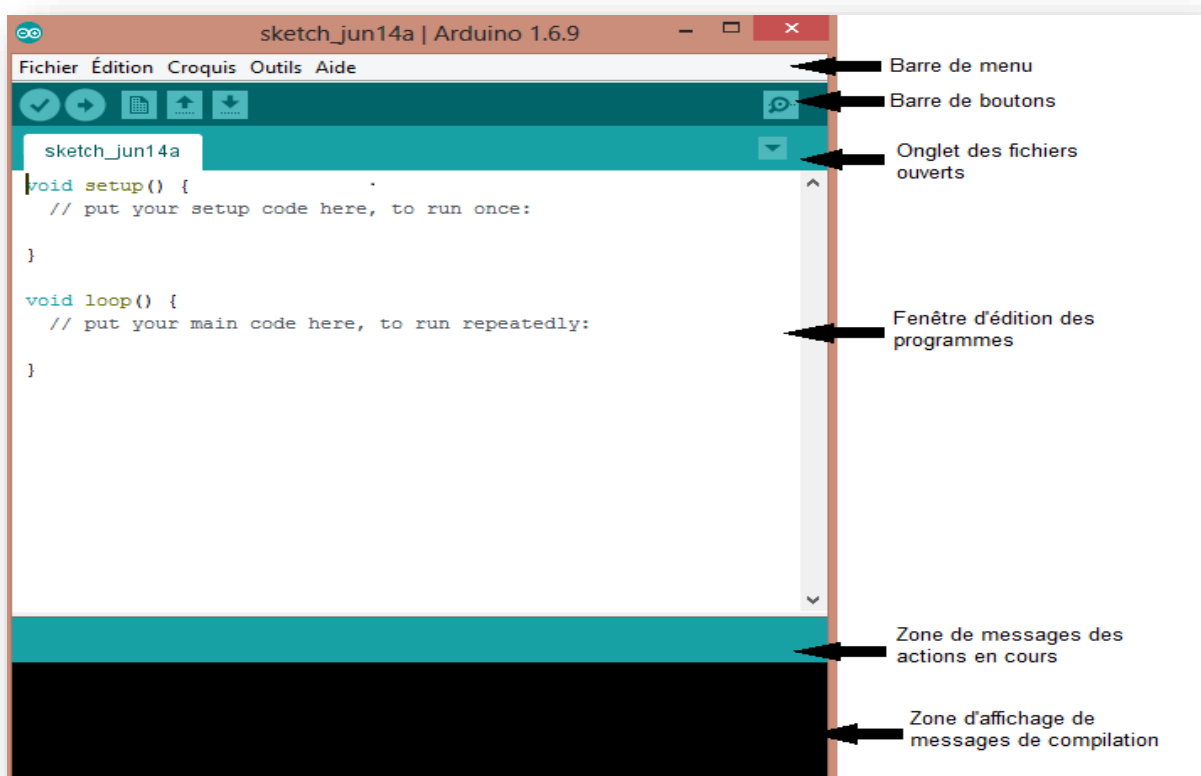 sketch_jun14a | Arduino 1.6.9
Fichier Édition Croquis Outils Aide
Barre de menu
Barre de boutons
sketch_jun14a
Onglet des fichiers
ouverts
void setup() {
  // put your setup code here, to run once:
}
void loop() {
  // put your main code here, to run repeatedly:
}
Fenêtre d'édition des
programmes
Zone de messages des
actions en cours
Zone d'affichage de
messages de compilation